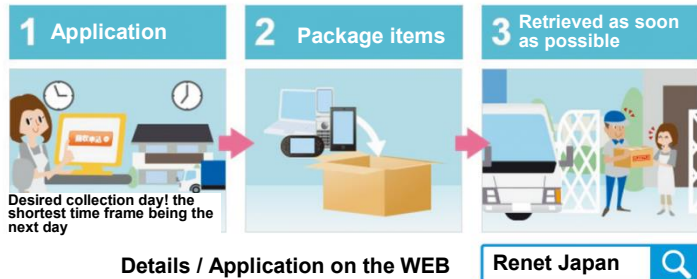 1 Application
2 Package items
3 Retrieved as soon
as possible
Desired collection day! the
shortest time frame being the
next day
Details / Application on the WEB
Renet Japan